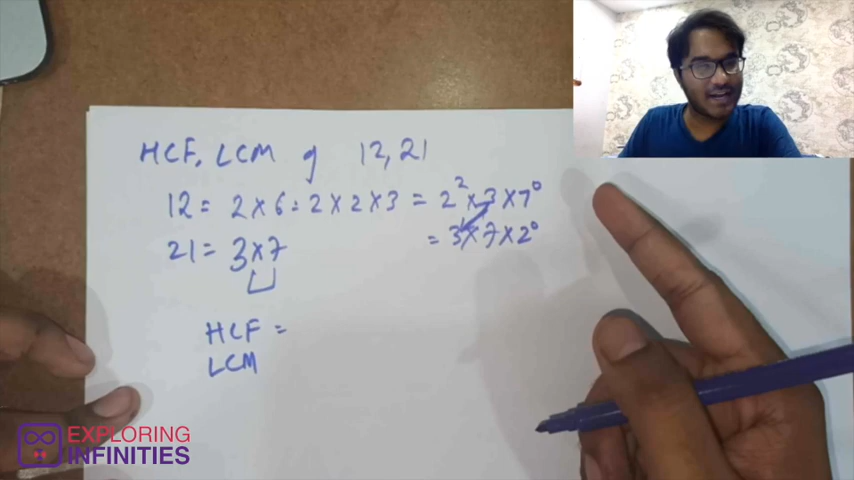 HCF, LCM of 12, 21
12 = 2 × 6 = 2 × 2 × 3 = 2² × 3 × 7⁰
21 = 3 × 7 = 3¹ × 7 × 2⁰
HCF =
LCM
EXPLORING
INFINITIES